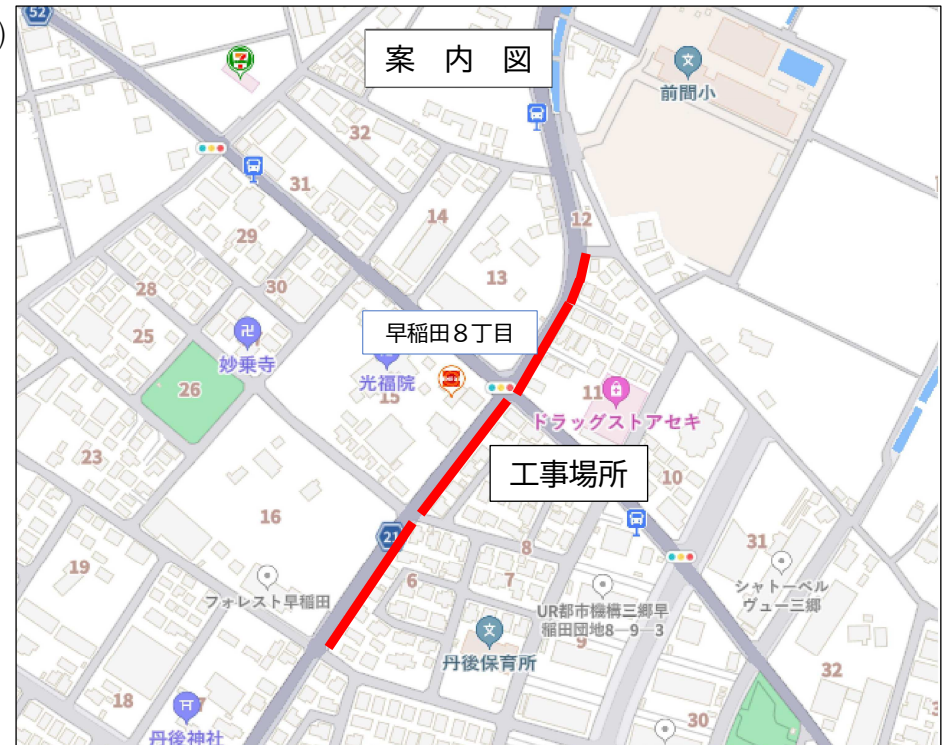 )
52
案 内 図
文
前間小
32
31
14
12
29
13
28
30
早稲田8丁目
25
卍
妙乗寺
光福院
26
15
11
ドラッグストアセキ
23
工事場所
10
16
21
8
31
19
6
7
フォレスト早稲田
シャトーベル
ヴュー三郷
UR都市機構三郷早
稲田団地8ー9ー3
文
9
丹後保育所
32
18
丹後神社
30